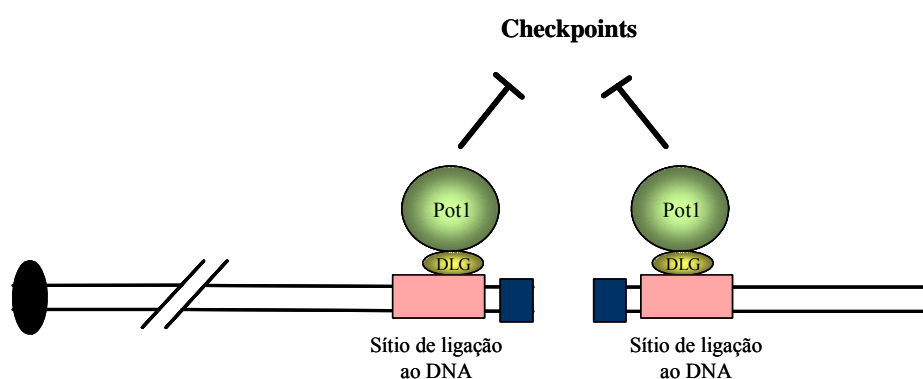 Checkpoints
Pot1
Pot1
DLG
DLG
Sítio de ligação
ao DNA
Sítio de ligação
ao DNA